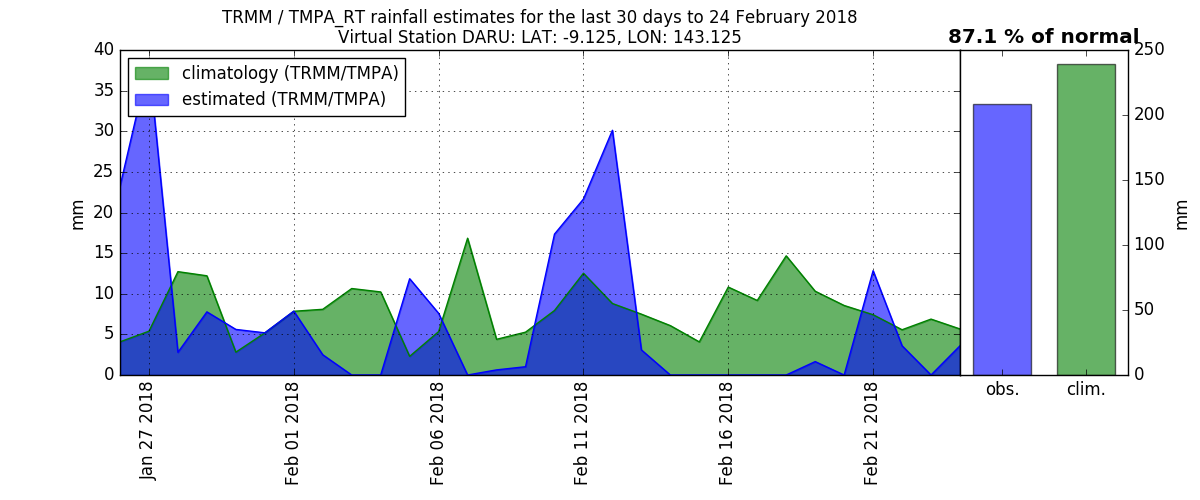 TRMM / TMPA_RT rainfall estimates for the last 30 days to 24 February 2018
Virtual Station DARU: LAT: -9.125, LON: 143.125
87.1 % of normal
climatology (TRMM/TMPA)
estimated (TRMM/TMPA)
40
35
30
25
20
15
10
5
0
mm
Jan 27 2018
Feb 01 2018
Feb 06 2018
Feb 11 2018
Feb 16 2018
Feb 21 2018
obs.
clim.
250
200
150
100
50
0
mm